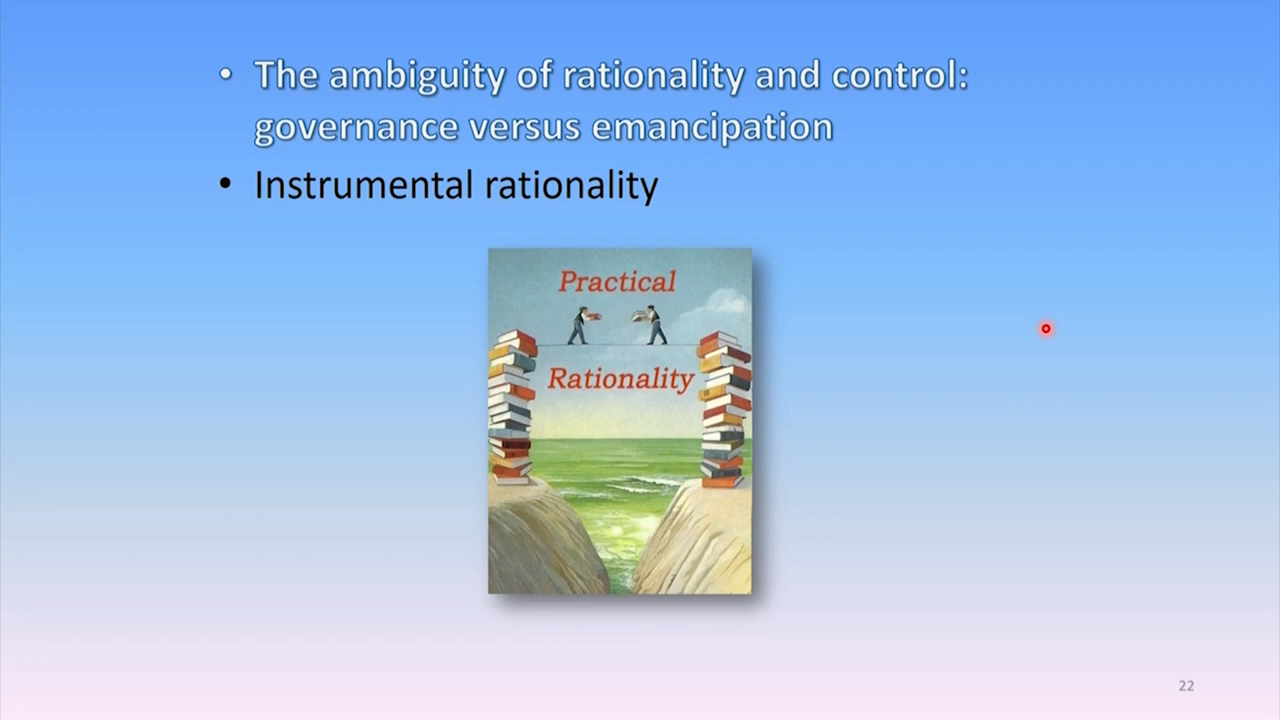 • The ambiguity of rationality and control:
governance versus emancipation
• Instrumental rationality
Practical
Rationality
22